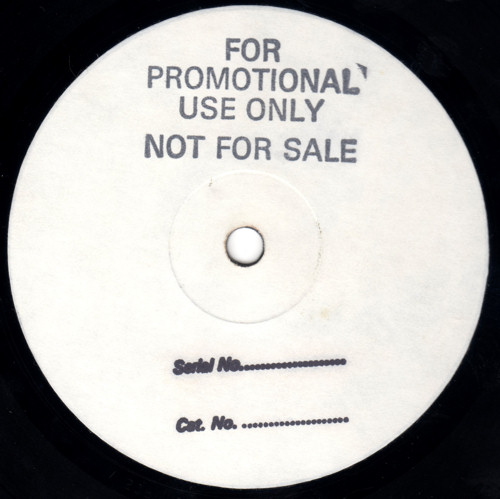 FOR
PROMOTIONAL
USE ONLY
NOT FOR SALE
Serial No.....................
Cat. No. .....................